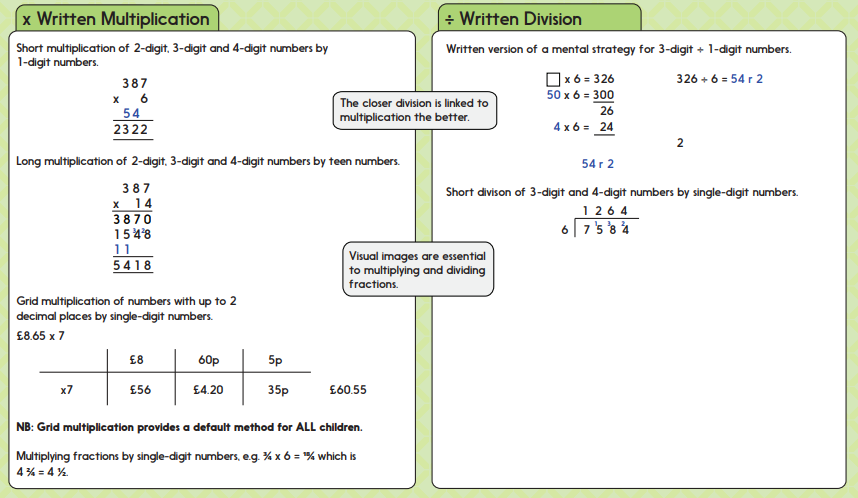 x Written Multiplication
Short multiplication of 2-digit, 3-digit and 4-digit numbers by
1-digit numbers.
387
x 6
54
2322
Long multiplication of 2-digit, 3-digit and 4-digit numbers by teen numbers.
387
x 14
3870
15³4²8
11
5418
Grid multiplication of numbers with up to 2
decimal places by single-digit numbers.
£8.65 x 7
£8 60p 5p
x7 £56 £4.20 35p £60.55
NB: Grid multiplication provides a default method for ALL children.
Multiplying fractions by single-digit numbers, e.g. ¾ x 6 = ¹⁸⁄₄ which is
4 ²⁄₄ = 4 ½.
The closer division is linked to
multiplication the better.
Visual images are essential
to multiplying and dividing
fractions.
÷ Written Division
Written version of a mental strategy for 3-digit ÷ 1-digit numbers.
□ x 6 = 326 326 ÷ 6 = 54 r 2
50 x 6 = 300
26
4 x 6 = 24
2
54 r 2
Short divison of 3-digit and 4-digit numbers by single-digit numbers.
1 2 6 4
6 7 ¹5 ³8 ²4